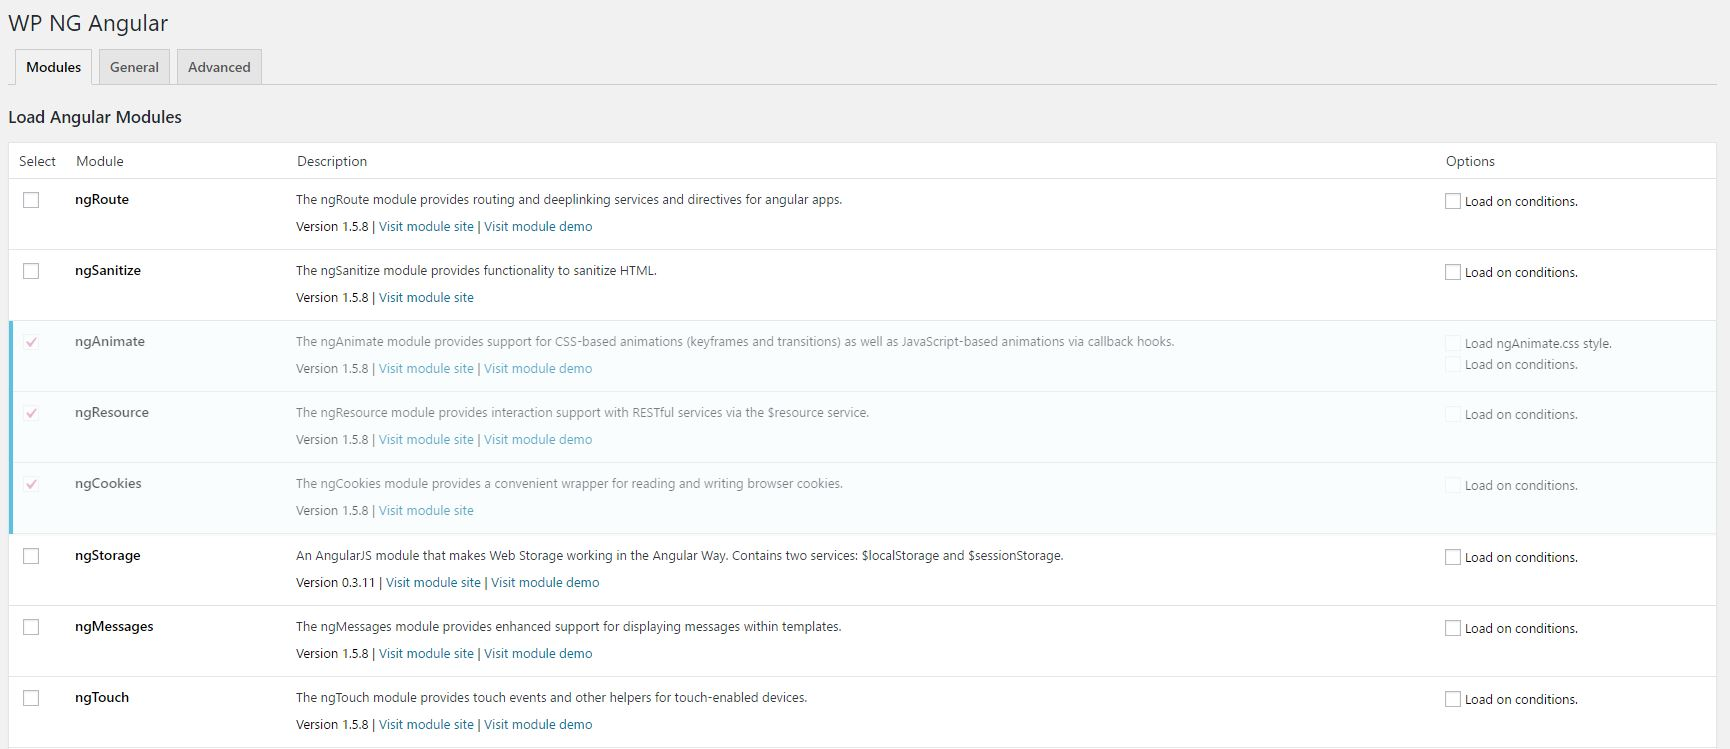 WP NG Angular
Modules General Advanced
Load Angular Modules
Select Module Description Options
ngRoute The ngRoute module provides routing and deeplinking services and directives for angular apps. Load on conditions.
Version 1.5.8 | Visit module site | Visit module demo
ngSanitize The ngSanitize module provides functionality to sanitize HTML. Load on conditions.
Version 1.5.8 | Visit module site
ngAnimate The ngAnimate module provides support for CSS-based animations (keyframes and transitions) as well as JavaScript-based animations via callback hooks. Load ngAnimate.css style.
Version 1.5.8 | Visit module site | Visit module demo Load on conditions.
ngResource The ngResource module provides interaction support with RESTful services via the $resource service. Load on conditions.
Version 1.5.8 | Visit module site | Visit module demo
ngCookies The ngCookies module provides a convenient wrapper for reading and writing browser cookies. Load on conditions.
Version 1.5.8 | Visit module site
ngStorage An AngularJS module that makes Web Storage working in the Angular Way. Contains two services: $localStorage and $sessionStorage. Load on conditions.
Version 0.3.11 | Visit module site | Visit module demo
ngMessages The ngMessages module provides enhanced support for displaying messages within templates. Load on conditions.
Version 1.5.8 | Visit module site | Visit module demo
ngTouch The ngTouch module provides touch events and other helpers for touch-enabled devices. Load on conditions.
Version 1.5.8 | Visit module site | Visit module demo